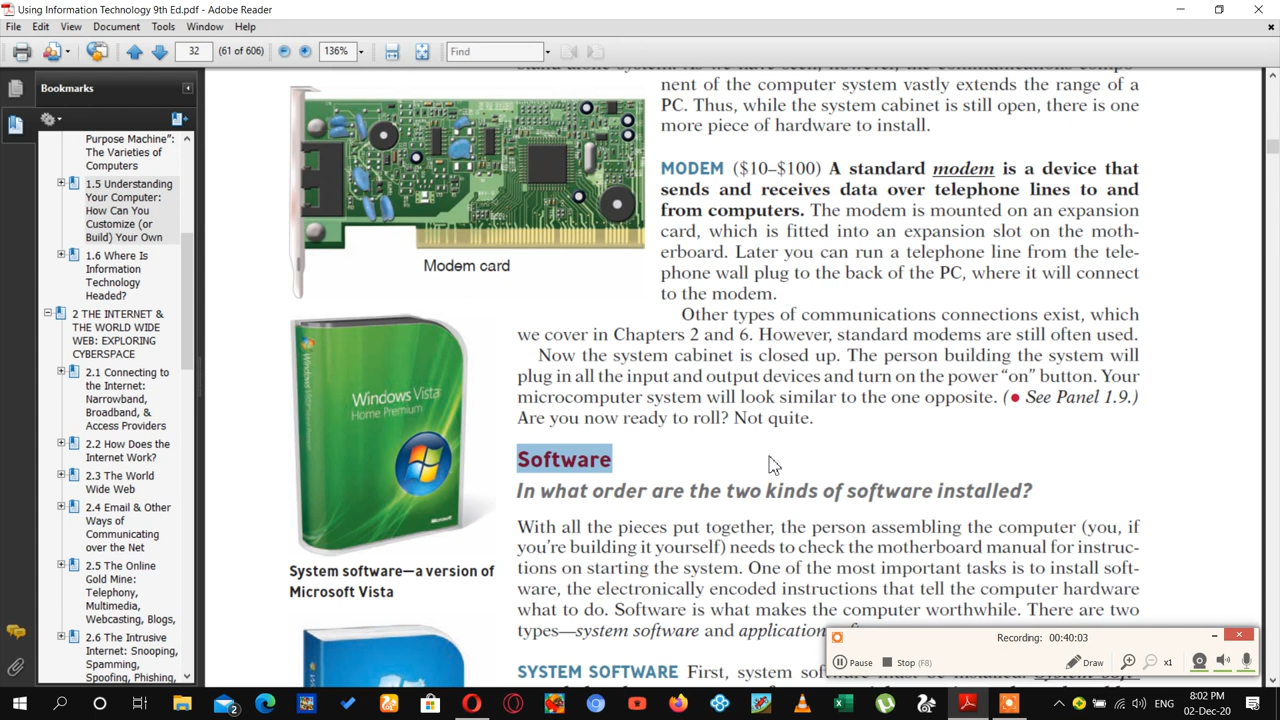 Using Information Technology 9th Ed.pdf - Adobe Reader
File Edit View Document Tools Window Help
32 (61 of 606) 136% Find
Bookmarks
Purpose Machine":
The Varieties of
Computers
1.5 Understanding
Your Computer:
How Can You
Customize (or
Build) Your Own
1.6 Where Is
Information
Technology
Headed?
2 THE INTERNET &
THE WORLD WIDE
WEB: EXPLORING
CYBERSPACE
2.1 Connecting to
the Internet:
Narrowband,
Broadband, &
Access Providers
2.2 How Does the
Internet Work?
2.3 The World
Wide Web
2.4 Email & Other
Ways of
Communicating
over the Net
2.5 The Online
Gold Mine:
Telephony,
Multimedia,
Webcasting, Blogs,
2.6 The Intrusive
Internet: Snooping,
Spamming,
Spoofing, Phishing,
Modem card
Windows Vista
Home Premium
Microsoft
System software—a version of
Microsoft Vista
nent of the computer system vastly extends the range of a
PC. Thus, while the system cabinet is still open, there is one
more piece of hardware to install.
MODEM ($10–$100) A standard modem is a device that
sends and receives data over telephone lines to and
from computers. The modem is mounted on an expansion
card, which is fitted into an expansion slot on the moth-
erboard. Later you can run a telephone line from the tele-
phone wall plug to the back of the PC, where it will connect
to the modem.
Other types of communications connections exist, which
we cover in Chapters 2 and 6. However, standard modems are still often used.
Now the system cabinet is closed up. The person building the system will
plug in all the input and output devices and turn on the power “on” button. Your
microcomputer system will look similar to the one opposite. (● See Panel 1.9.)
Are you now ready to roll? Not quite.
Software
In what order are the two kinds of software installed?
With all the pieces put together, the person assembling the computer (you, if
you’re building it yourself) needs to check the motherboard manual for instruc-
tions on starting the system. One of the most important tasks is to install soft-
ware, the electronically encoded instructions that tell the computer hardware
what to do. Software is what makes the computer worthwhile. There are two
types—system software and application
SYSTEM SOFTWARE First, system
Recording: 00:40:03
Pause Stop (F8) Draw x1
2 ENG 8:02 PM
02-Dec-20